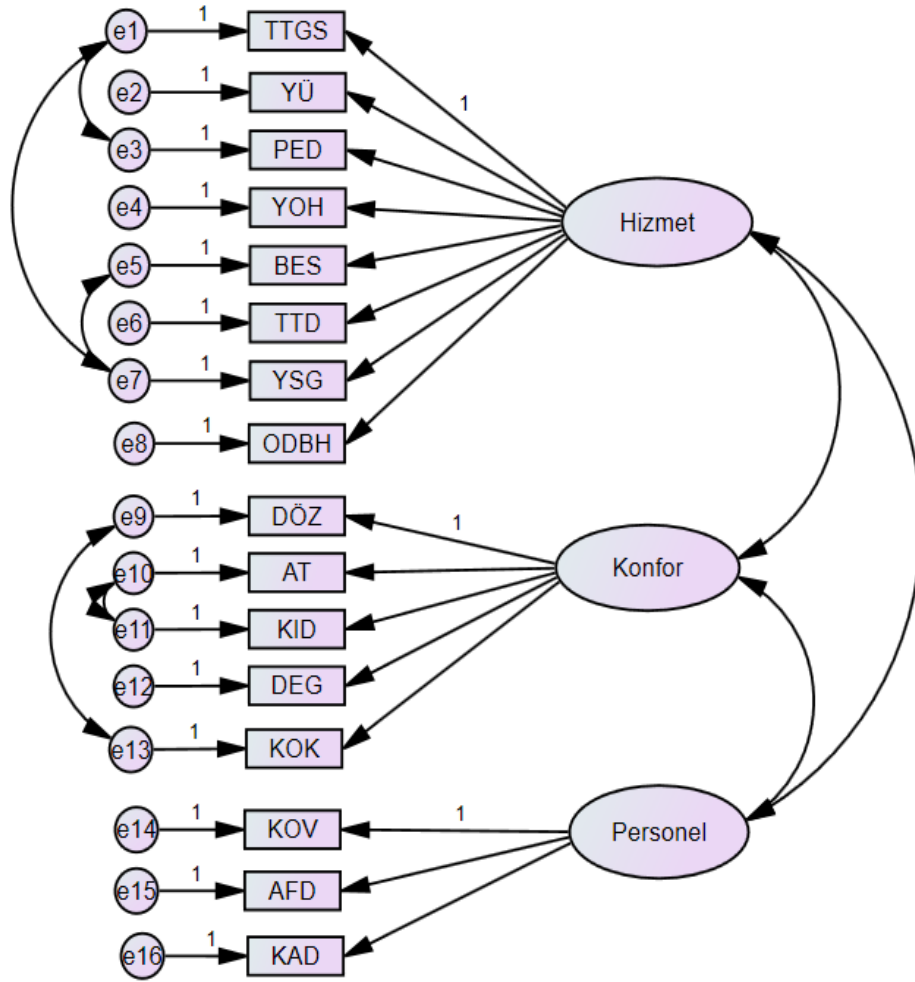 e1 1 TTGS
e2 1 YÜ 1
e3 1 PED
e4 1 YOH Hizmet
e5 1 BES
e6 1 TTD
e7 1 YSG
e8 1 ODBH
e9 1 DÖZ 1
e10 1 AT Konfor
e11 1 KID
e12 1 DEG
e13 1 KOK
e14 1 KOV 1 Personel
e15 1 AFD
e16 1 KAD